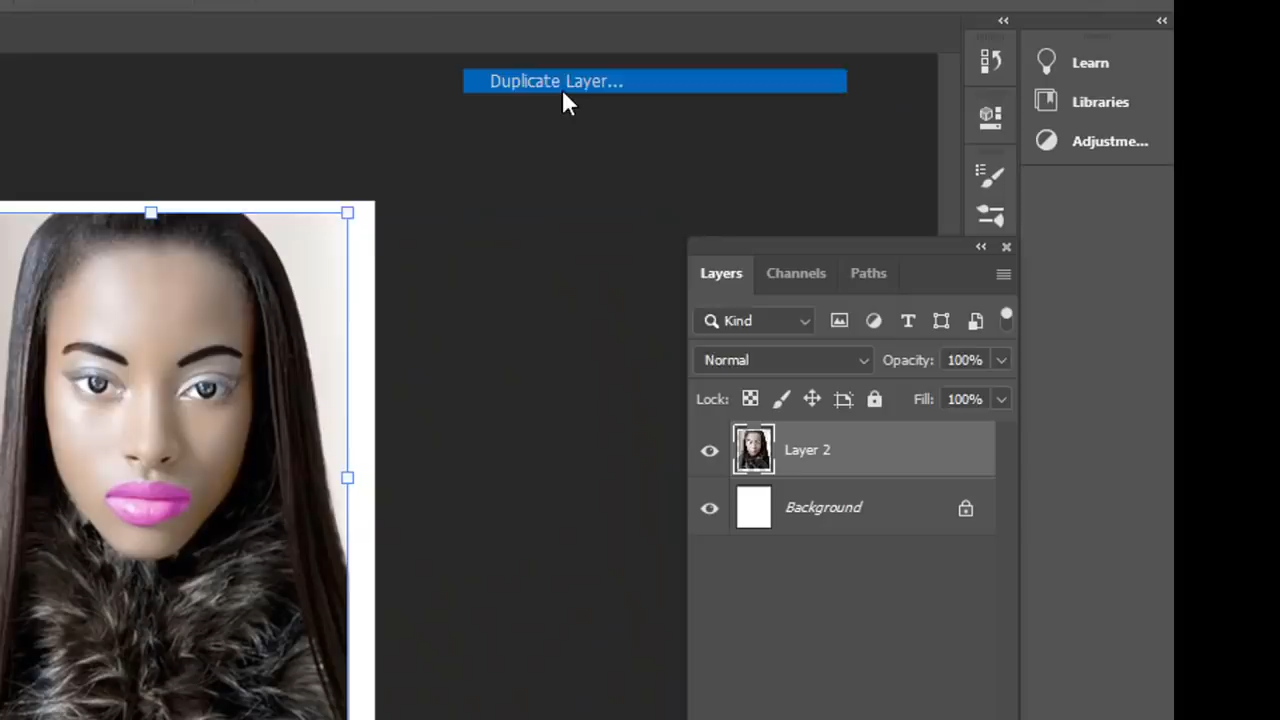 Duplicate Layer...
Learn
Libraries
Adjustme...
Layers Channels Paths
Kind
Normal Opacity: 100%
Lock: Fill: 100%
Layer 2
Background